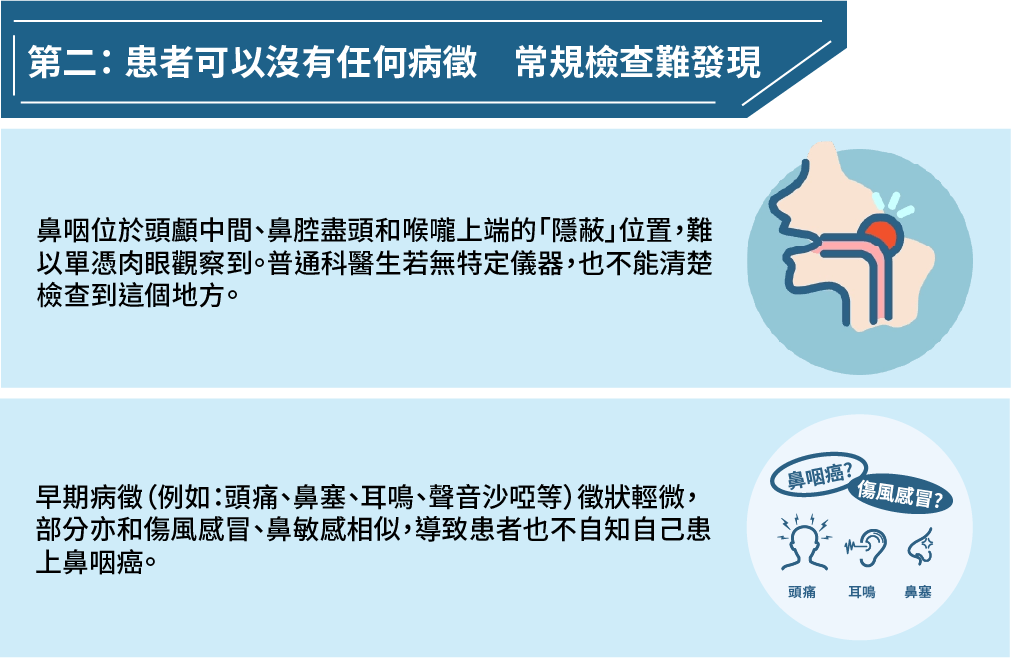 第二：患者可以沒有任何病徵　常規檢查難發現
鼻咽位於頭顱中間、鼻腔盡頭和喉嚨上端的「隱蔽」位置，難
以單憑肉眼觀察到。普通科醫生若無特定儀器，也不能清楚
檢查到這個地方。
早期病徵（例如：頭痛、鼻塞、耳鳴、聲音沙啞等）徵狀輕微，
部分亦和傷風感冒、鼻敏感相似，導致患者也不自知自己患
上鼻咽癌。
鼻咽癌?
傷風感冒?
頭痛 耳鳴 鼻塞